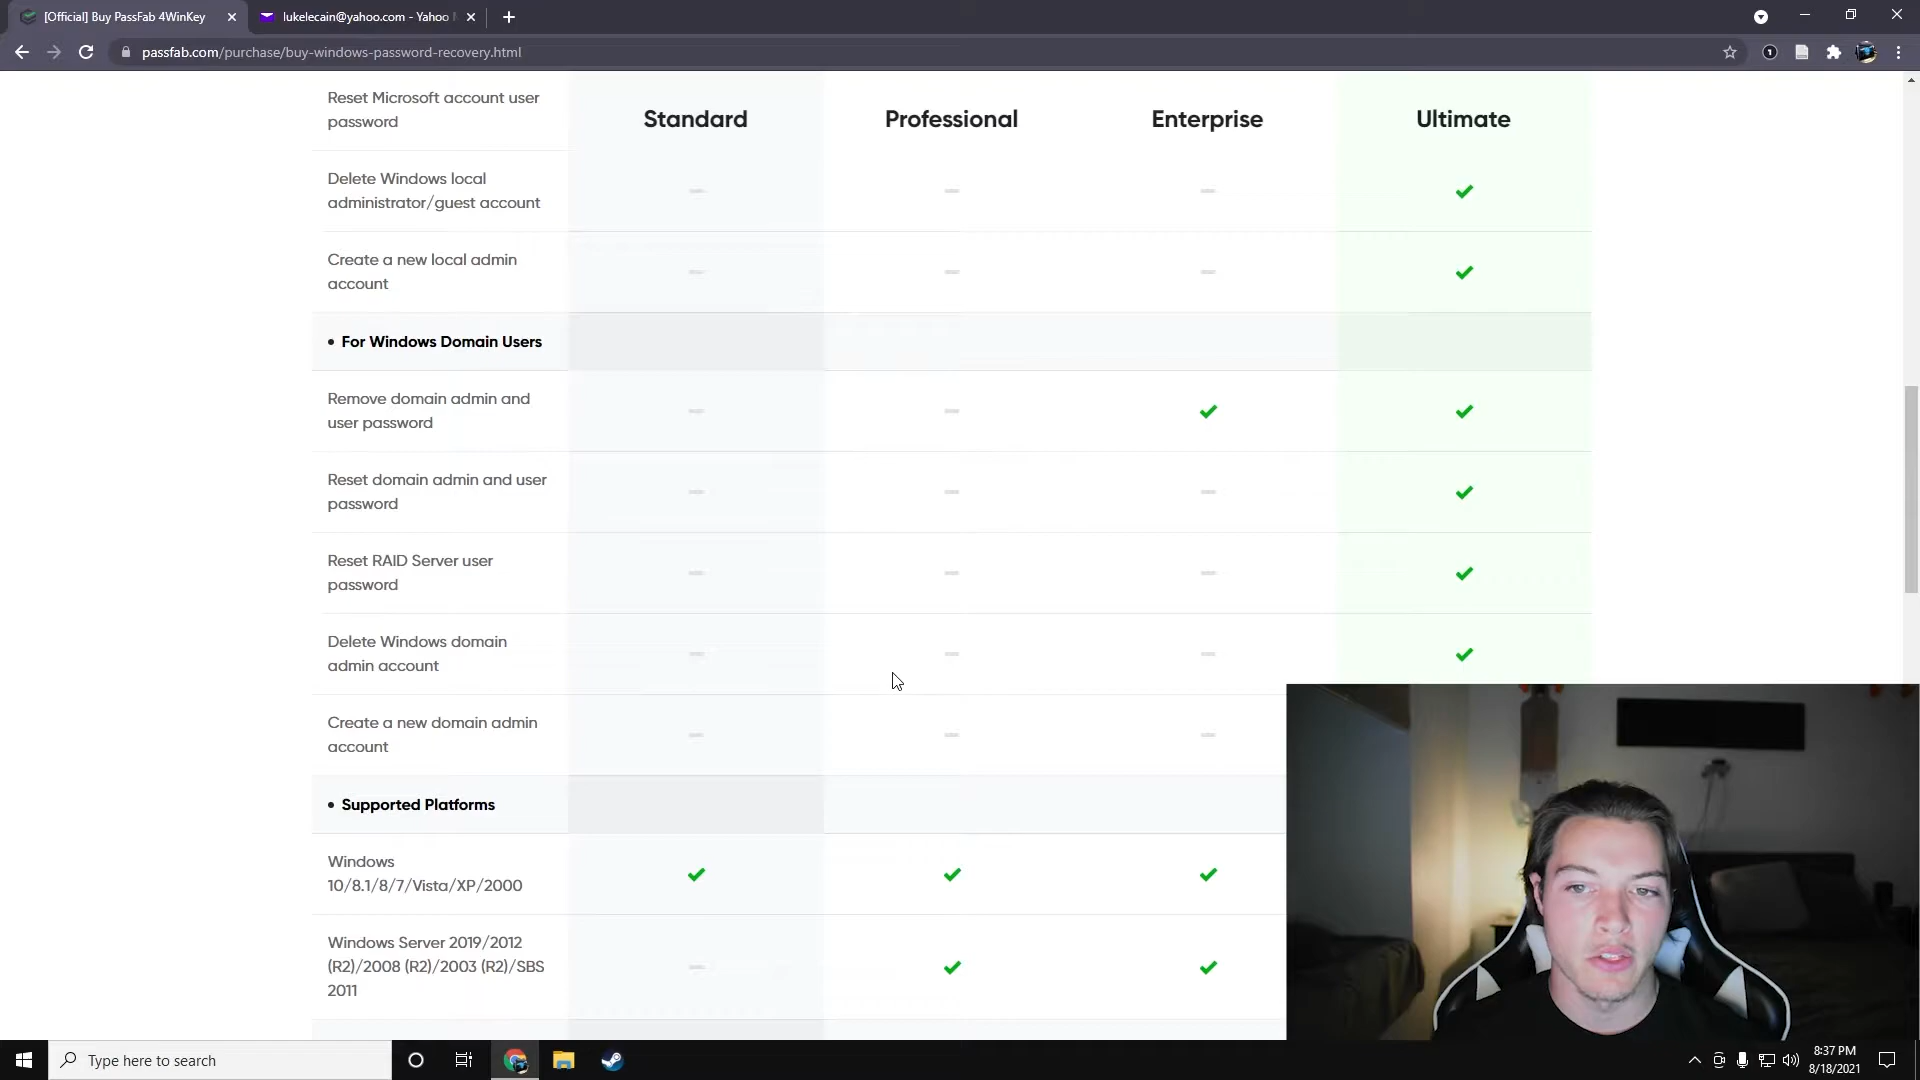 [Official] Buy PassFab 4WinKey
lukelecain@yahoo.com - Yahoo
passfab.com/purchase/buy-windows-password-recovery.html
Reset Microsoft account user
password
Standard
Professional
Enterprise
Ultimate
Delete Windows local
administrator/guest account
Create a new local admin
account
• For Windows Domain Users
Remove domain admin and
user password
Reset domain admin and user
password
Reset RAID Server user
password
Delete Windows domain
admin account
Create a new domain admin
account
• Supported Platforms
Windows
10/8.1/8/7/Vista/XP/2000
Windows Server 2019/2012
(R2)/2008 (R2)/2003 (R2)/SBS
2011
Type here to search
8:37 PM
8/18/2021